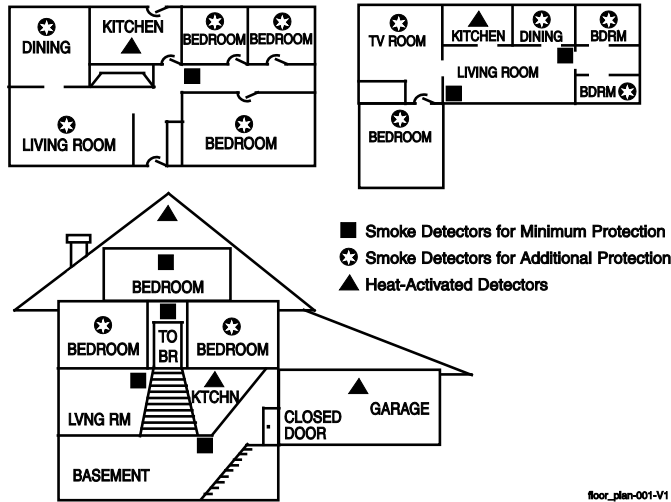 DINING
KITCHEN
BEDROOM
BEDROOM
LIVING ROOM
BEDROOM
TV ROOM
KITCHEN
DINING
BDRM
LIVING ROOM
BDRM
BEDROOM
Smoke Detectors for Minimum Protection
Smoke Detectors for Additional Protection
Heat-Activated Detectors
BEDROOM
BEDROOM
TO
BR
BEDROOM
LVNG RM
KTCHN
CLOSED
DOOR
GARAGE
BASEMENT
floor_plan-001-V1